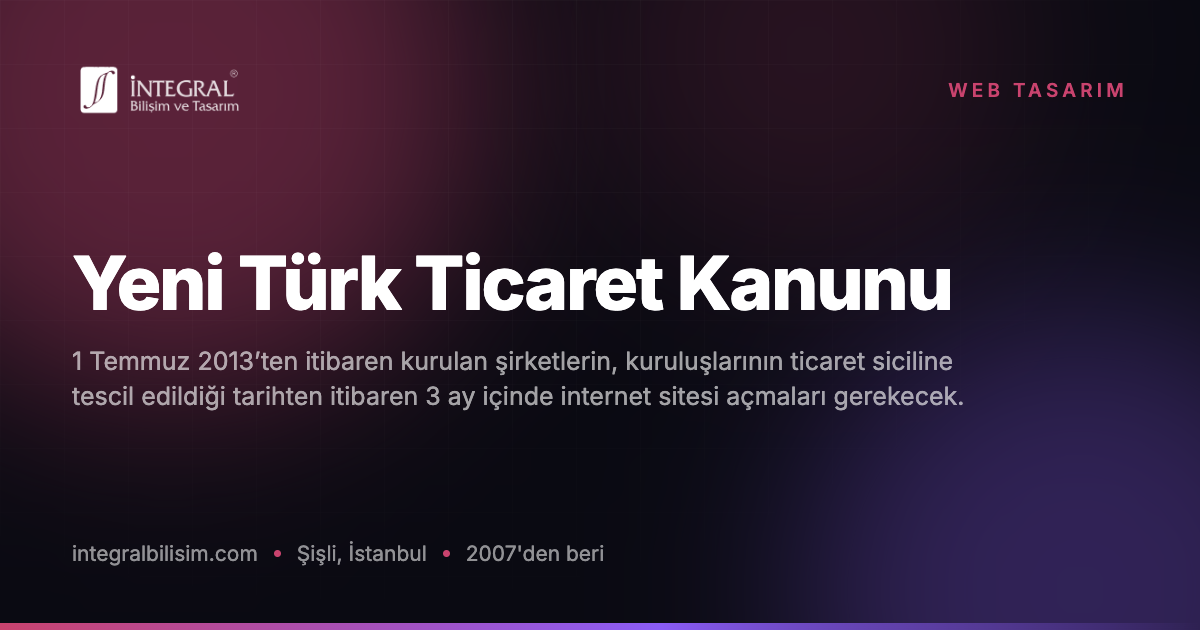 İNTEGRAL®
Bilişim ve Tasarım
WEB TASARIM
Yeni Türk Ticaret Kanunu
1 Temmuz 2013’ten itibaren kurulan şirketlerin, kuruluşlarının ticaret siciline
tescil edildiği tarihten itibaren 3 ay içinde internet sitesi açmaları gerekecek.
integralbilisim.com • Şişli, İstanbul • 2007'den beri